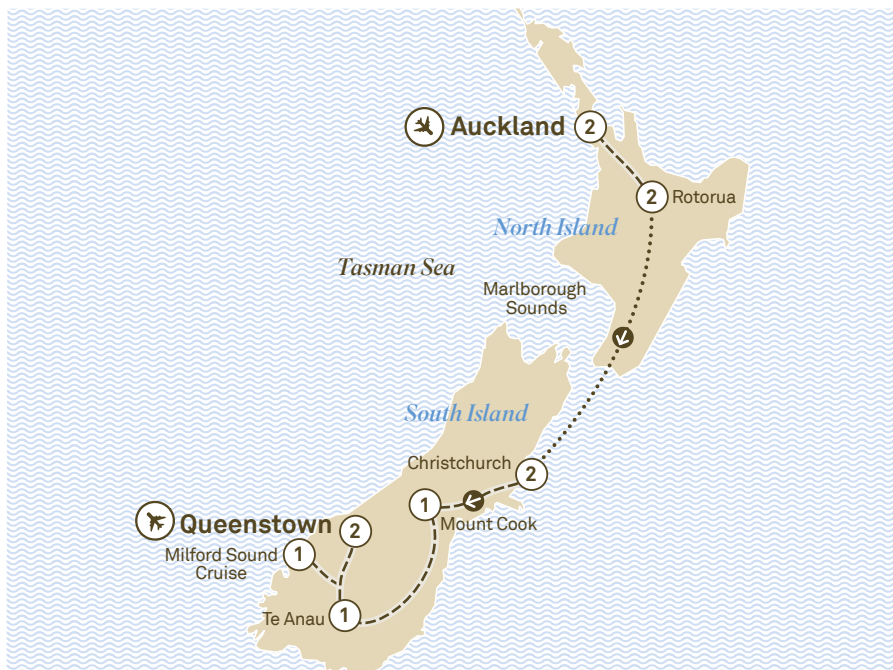 Auckland
2
2
Rotorua
North Island
Tasman Sea
Marlborough
Sounds
South Island
Christchurch
2
1
Mount Cook
Queenstown
2
Milford Sound
Cruise
1
Te Anau
1